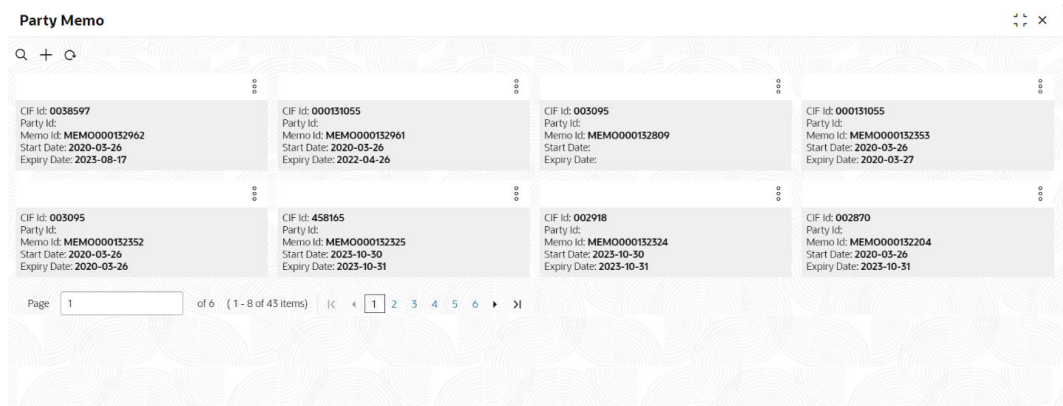 Party Memo
CIF Id: 0038597
Party Id:
Memo Id: MEMO000132962
Start Date: 2020-03-26
Expiry Date: 2023-08-17
CIF Id: 000131055
Party Id:
Memo Id: MEMO000132961
Start Date: 2020-03-26
Expiry Date: 2022-04-26
CIF Id: 003095
Party Id:
Memo Id: MEMO000132809
Start Date:
Expiry Date:
CIF Id: 000131055
Party Id:
Memo Id: MEMO000132353
Start Date: 2020-03-26
Expiry Date: 2020-03-27
CIF Id: 003095
Party Id:
Memo Id: MEMO000132352
Start Date: 2020-03-26
Expiry Date: 2020-03-26
CIF Id: 458165
Party Id:
Memo Id: MEMO000132325
Start Date: 2023-10-30
Expiry Date: 2023-10-31
CIF Id: 002918
Party Id:
Memo Id: MEMO000132324
Start Date: 2023-10-30
Expiry Date: 2023-10-31
CIF Id: 002870
Party Id:
Memo Id: MEMO000132204
Start Date: 2020-03-26
Expiry Date: 2023-10-31
Page 1 of 6 (1 - 8 of 43 items) 1 2 3 4 5 6